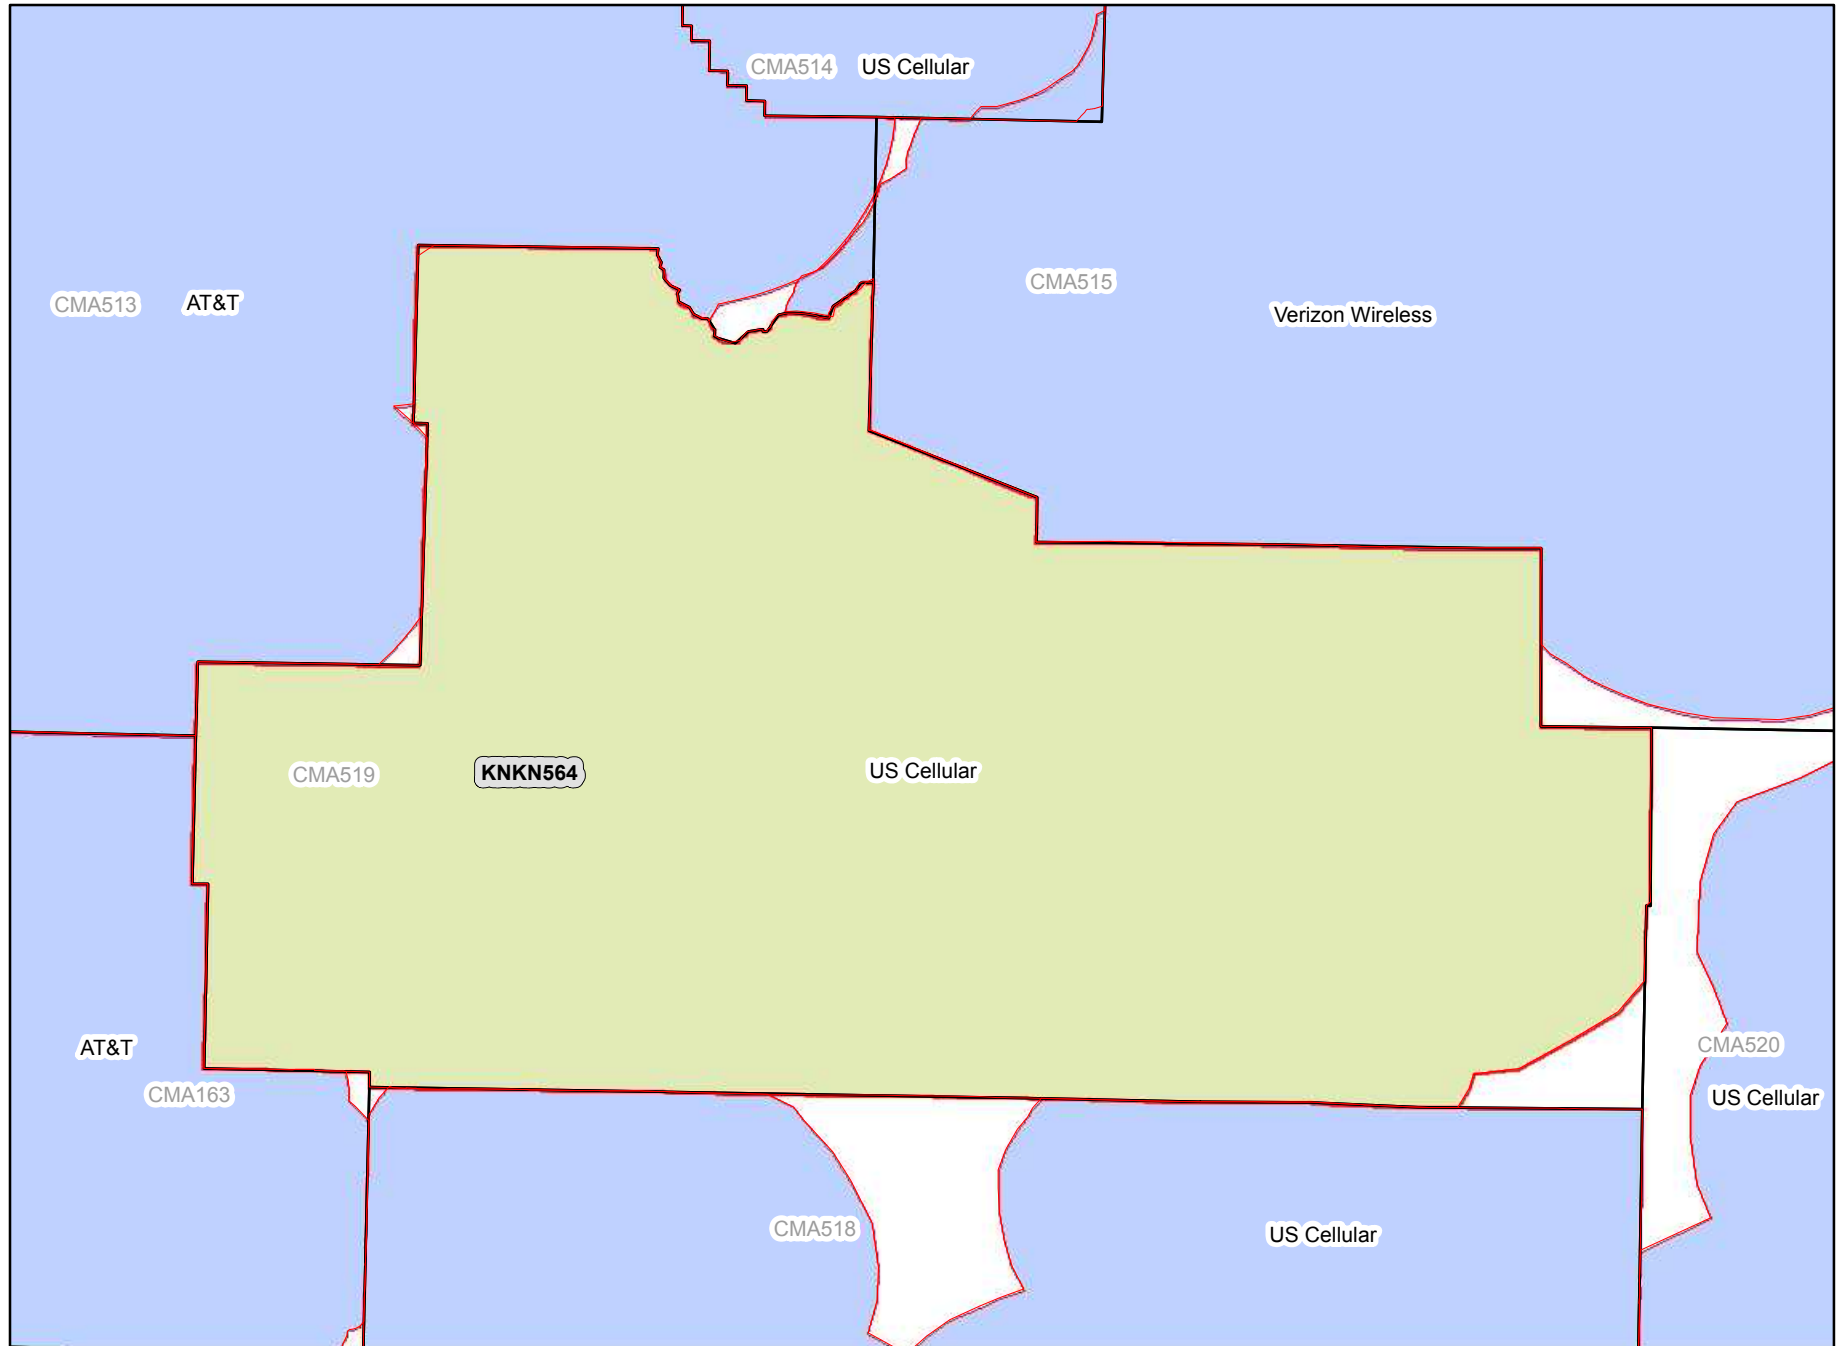 CMA514 US Cellular
CMA515
CMA513 AT&T
Verizon Wireless
CMA519 KNKN564 US Cellular
AT&T
CMA520
CMA163
US Cellular
CMA518
US Cellular